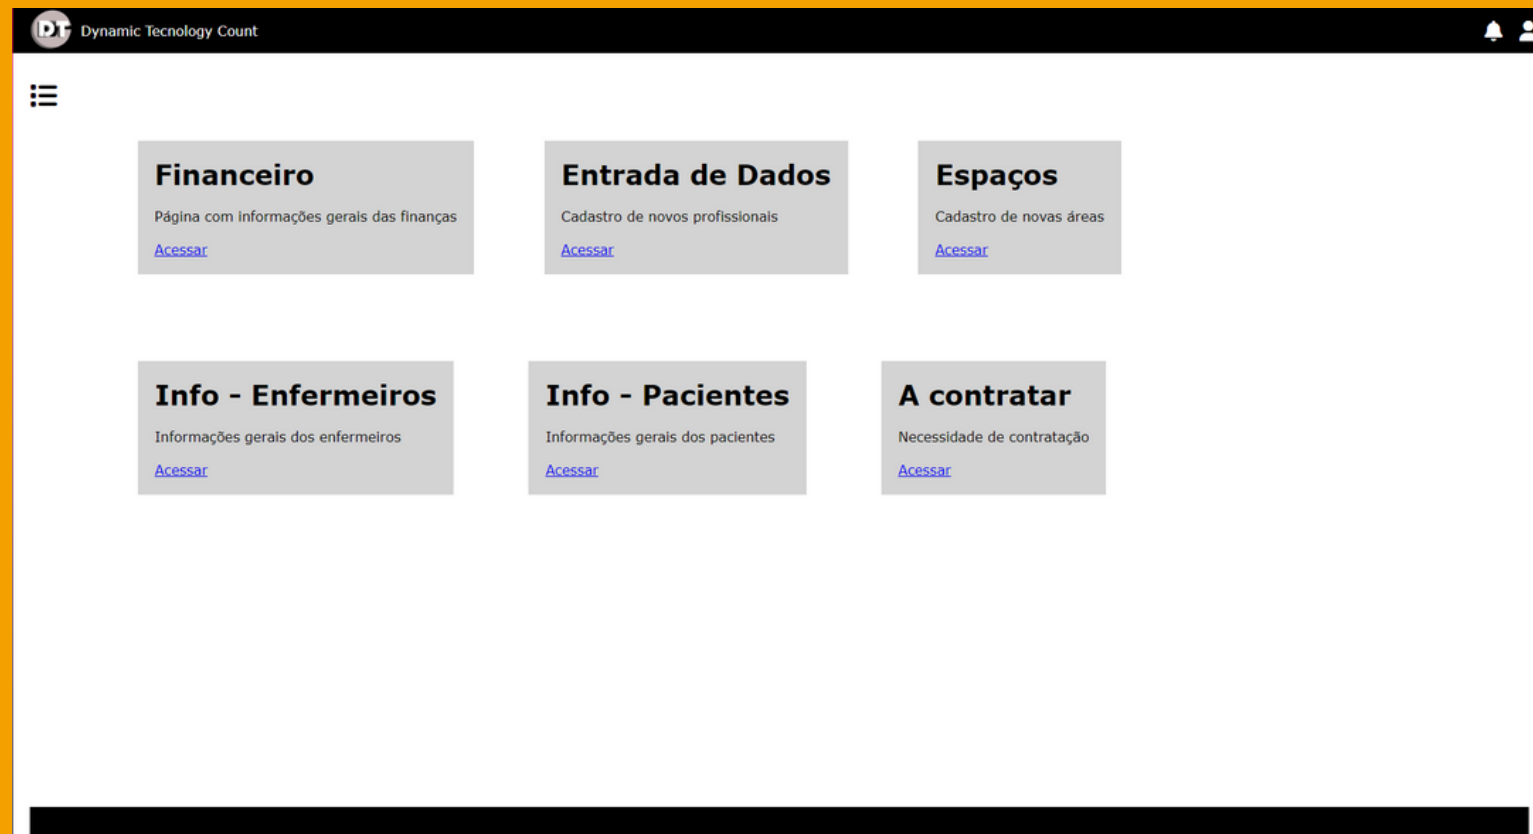 DT Dynamic Tecnology Count
Financeiro
Página com informações gerais das finanças
Acessar
Entrada de Dados
Cadastro de novos profissionais
Acessar
Espaços
Cadastro de novas áreas
Acessar
Info - Enfermeiros
Informações gerais dos enfermeiros
Acessar
Info - Pacientes
Informações gerais dos pacientes
Acessar
A contratar
Necessidade de contratação
Acessar